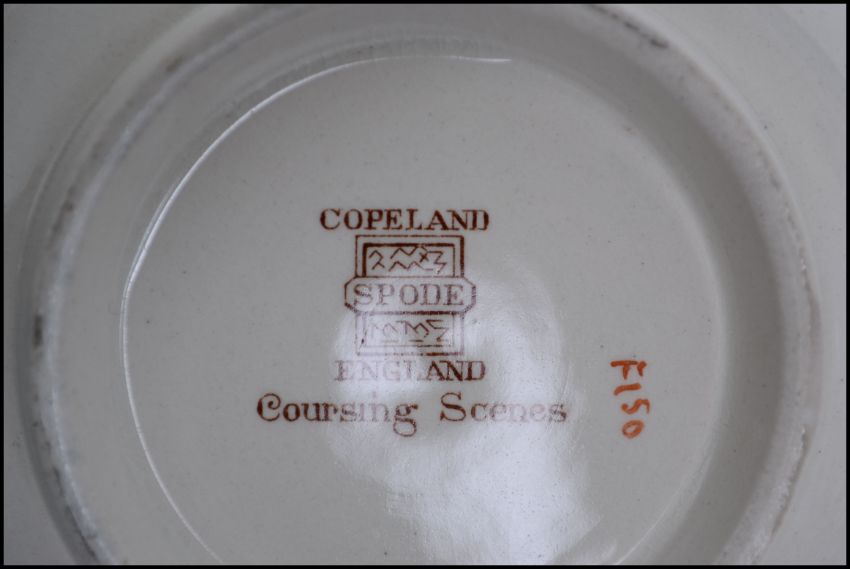 COPELAND
SPODE
ENGLAND
Coursing Scenes
F150